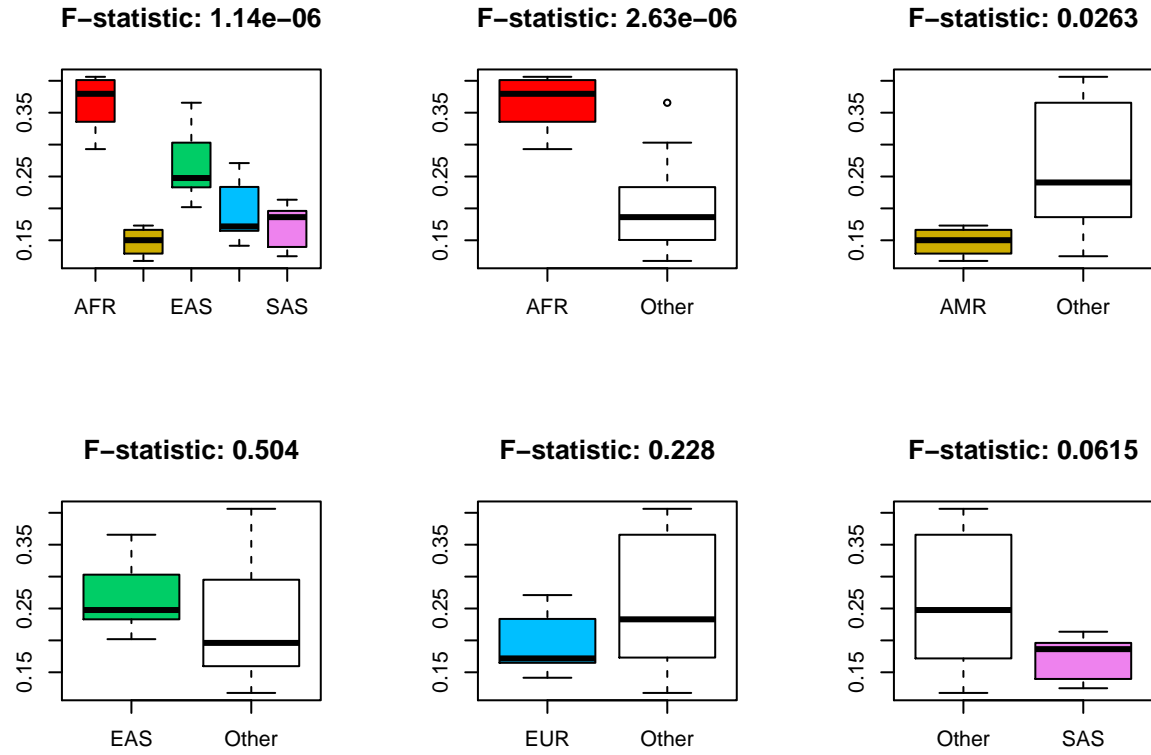 F−statistic: 1.14e−06
0.15 0.25 0.35
AFR EAS SAS
F−statistic: 2.63e−06
0.15 0.25 0.35
AFR Other
F−statistic: 0.0263
0.15 0.25 0.35
AMR Other
F−statistic: 0.504
0.15 0.25 0.35
EAS Other
F−statistic: 0.228
0.15 0.25 0.35
EUR Other
F−statistic: 0.0615
0.15 0.25 0.35
Other SAS